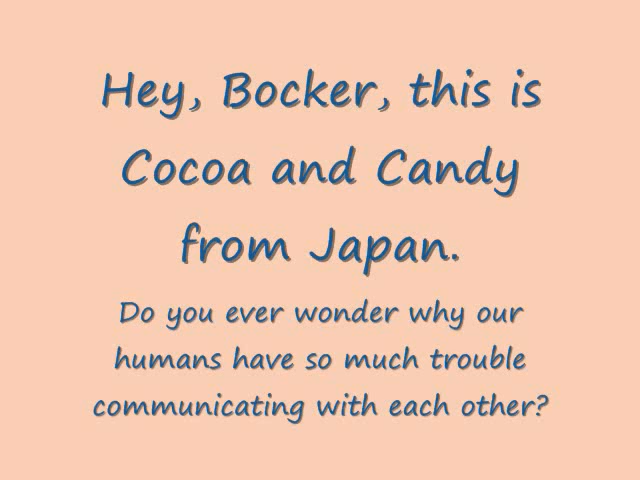 Hey, Bocker, this is
Cocoa and Candy
from Japan.
Do you ever wonder why our
humans have so much trouble
communicating with each other?